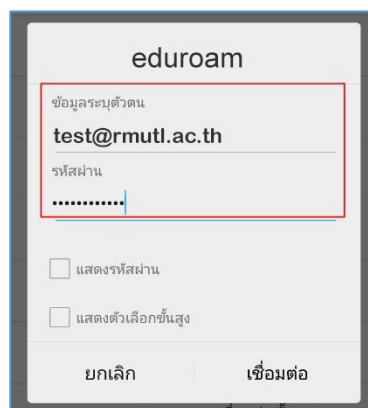 eduroam
ข้อมูลระบุตัวตน
test@rmutl.ac.th
รหัสผ่าน
............
แสดงรหัสผ่าน
แสดงตัวเลือกขั้นสูง
ยกเลิก
เชื่อมต่อ